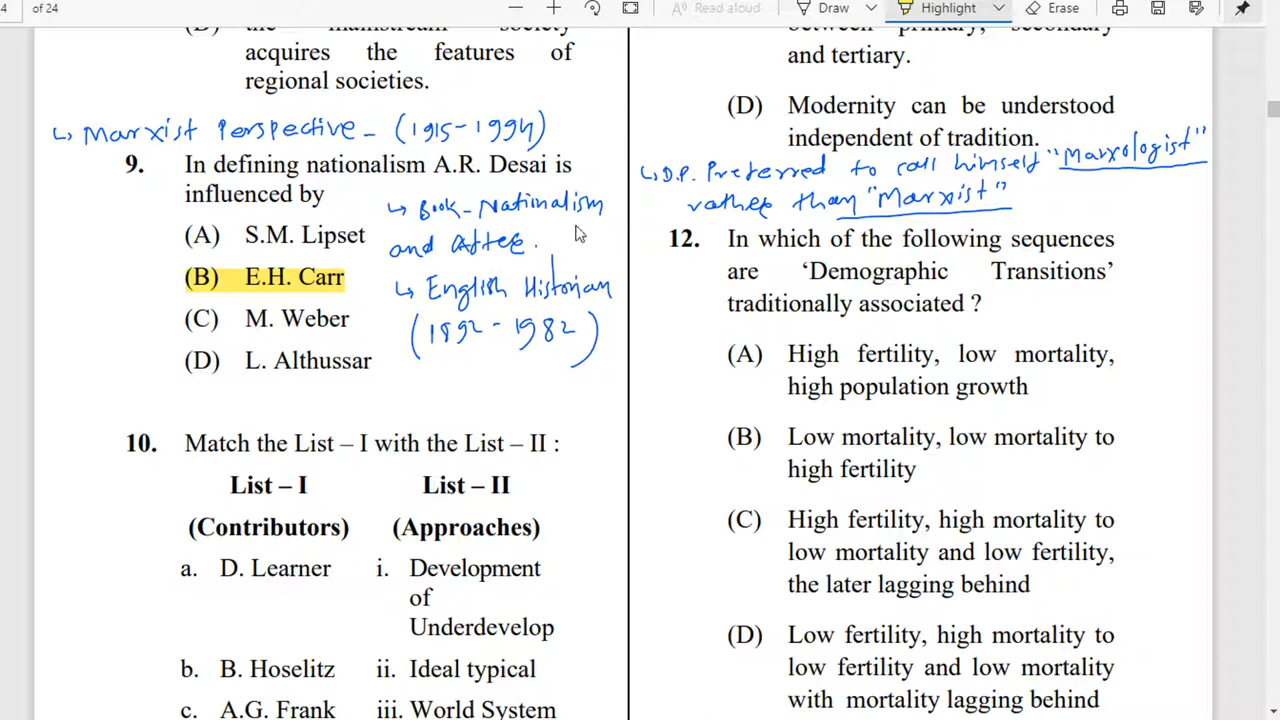 4 of 24 Read aloud Draw Highlight Erase
acquires the features of
regional societies.
↳ Marxist Perspective - (1915-1994)
9. In defining nationalism A.R. Desai is
influenced by
↳ Book - Nationalism
and After.
(A) S.M. Lipset
(B) E.H. Carr
↳ English Historian
(1892 - 1982)
(C) M. Weber
(D) L. Althussar
10. Match the List – I with the List – II :
List – I List – II
(Contributors) (Approaches)
a. D. Learner i. Development
of
Underdevelop
b. B. Hoselitz ii. Ideal typical
c. A.G. Frank iii. World System
between primary, secondary
and tertiary.
(D) Modernity can be understood
independent of tradition.
↳ D.P. Preferred to call himself "Marxologist"
rather than "Marxist"
12. In which of the following sequences
are ‘Demographic Transitions’
traditionally associated ?
(A) High fertility, low mortality,
high population growth
(B) Low mortality, low mortality to
high fertility
(C) High fertility, high mortality to
low mortality and low fertility,
the later lagging behind
(D) Low fertility, high mortality to
low fertility and low mortality
with mortality lagging behind